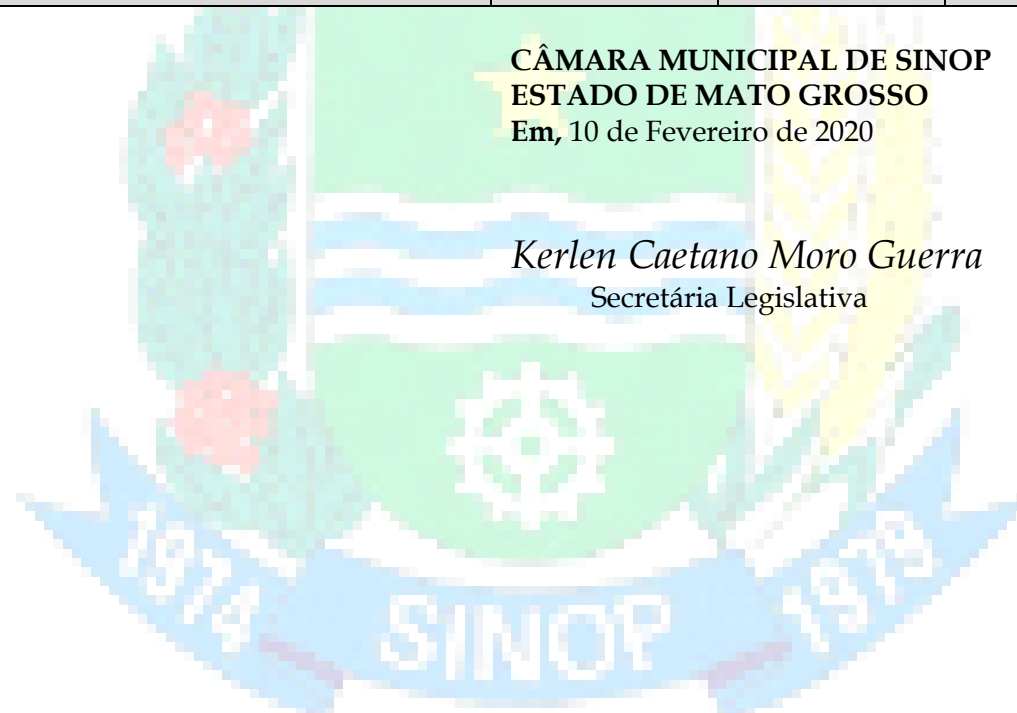 CÂMARA MUNICIPAL DE SINOP
ESTADO DE MATO GROSSO
Em, 10 de Fevereiro de 2020
Kerlen Caetano Moro Guerra
Secretária Legislativa
1974 SINOP 1979